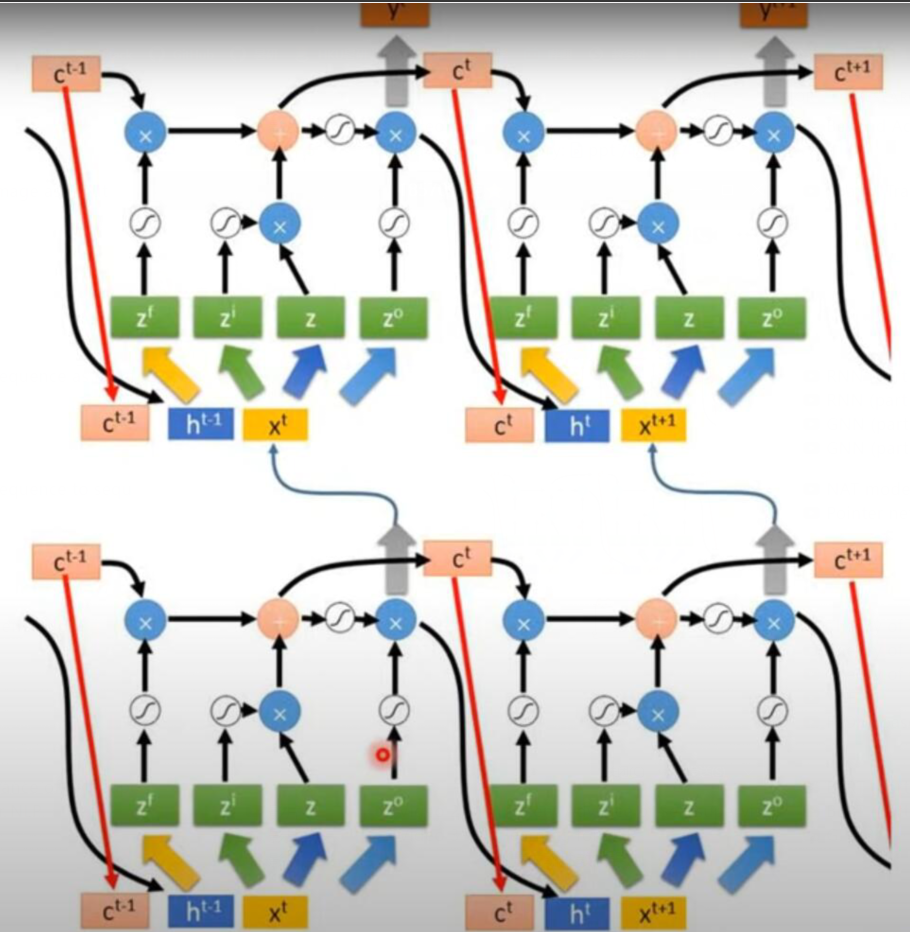 y^t y^t+1
c^t-1 c^t c^t+1
× + × × + ×
× ×
z^f z^i z z^o z^f z^i z z^o
c^t-1 h^t-1 x^t c^t h^t x^t+1
c^t-1 c^t c^t+1
× + × × + ×
× ×
z^f z^i z z^o z^f z^i z z^o
c^t-1 h^t-1 x^t c^t h^t x^t+1